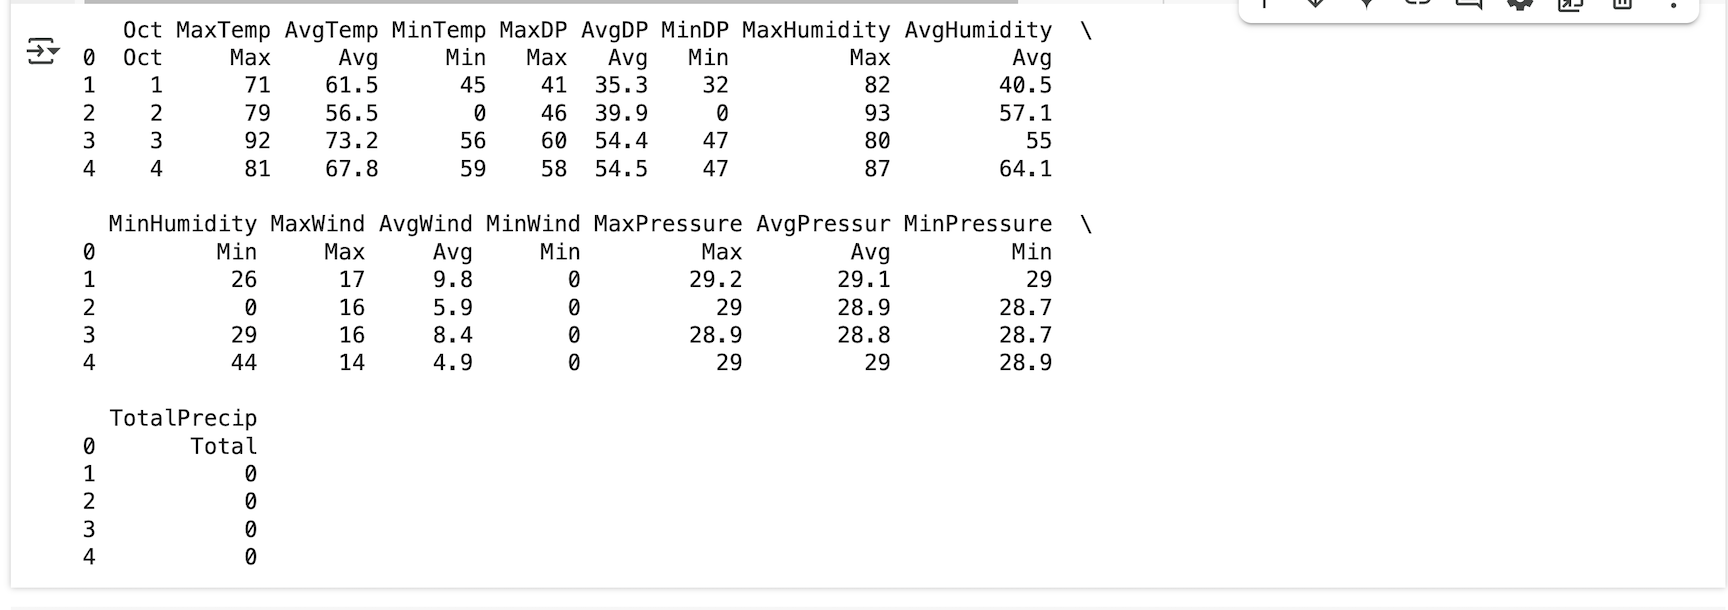 Oct MaxTemp AvgTemp MinTemp MaxDP AvgDP MinDP MaxHumidity AvgHumidity \
0 Oct Max Avg Min Max Avg Min Max Avg
1 1 71 61.5 45 41 35.3 32 82 40.5
2 2 79 56.5 0 46 39.9 0 93 57.1
3 3 92 73.2 56 60 54.4 47 80 55
4 4 81 67.8 59 58 54.5 47 87 64.1
MinHumidity MaxWind AvgWind MinWind MaxPressure AvgPressur MinPressure \
0 Min Max Avg Min Max Avg Min
1 26 17 9.8 0 29.2 29.1 29
2 0 16 5.9 0 29 28.9 28.7
3 29 16 8.4 0 28.9 28.8 28.7
4 44 14 4.9 0 29 29 28.9
TotalPrecip
0 Total
1 0
2 0
3 0
4 0